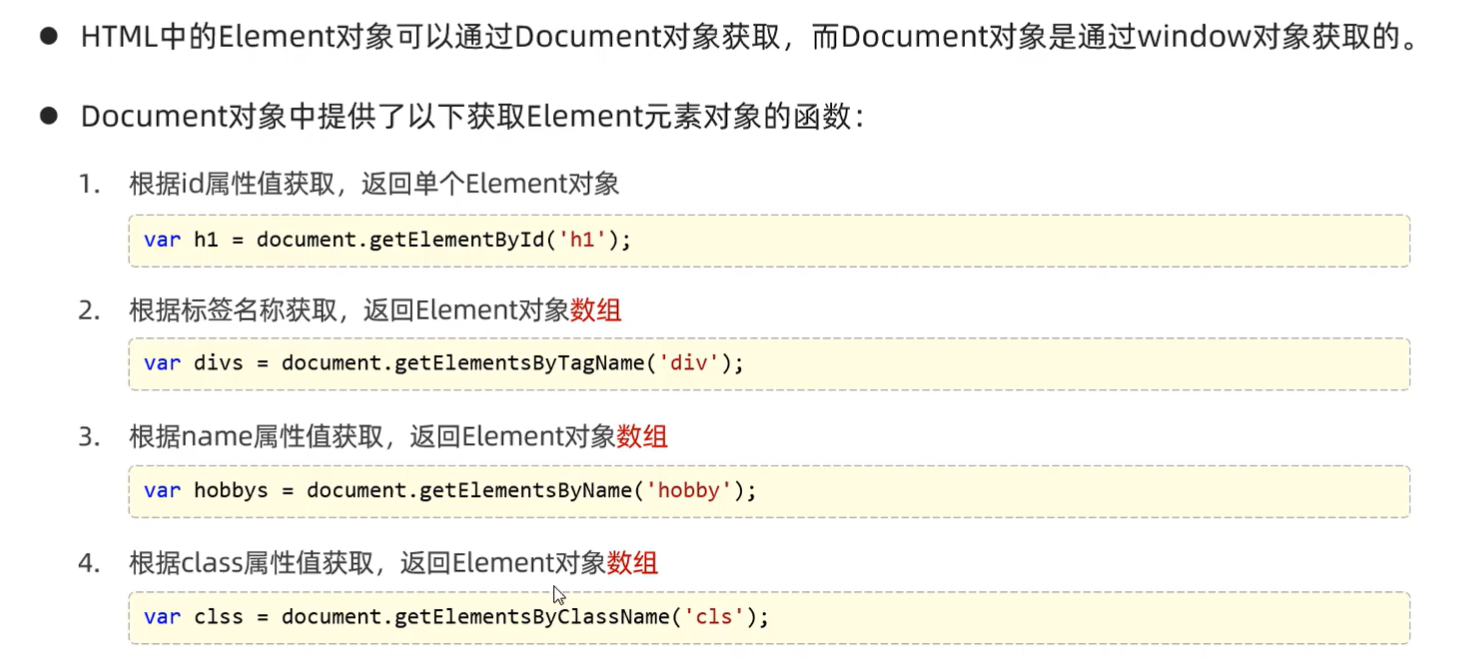 ● HTML中的Element对象可以通过Document对象获取，而Document对象是通过window对象获取的。
● Document对象中提供了以下获取Element元素对象的函数：
1. 根据id属性值获取，返回单个Element对象
var h1 = document.getElementById('h1');
2. 根据标签名称获取，返回Element对象数组
var divs = document.getElementsByTagName('div');
3. 根据name属性值获取，返回Element对象数组
var hobbys = document.getElementsByName('hobby');
4. 根据class属性值获取，返回Element对象数组
var clss = document.getElementsByClassName('cls');